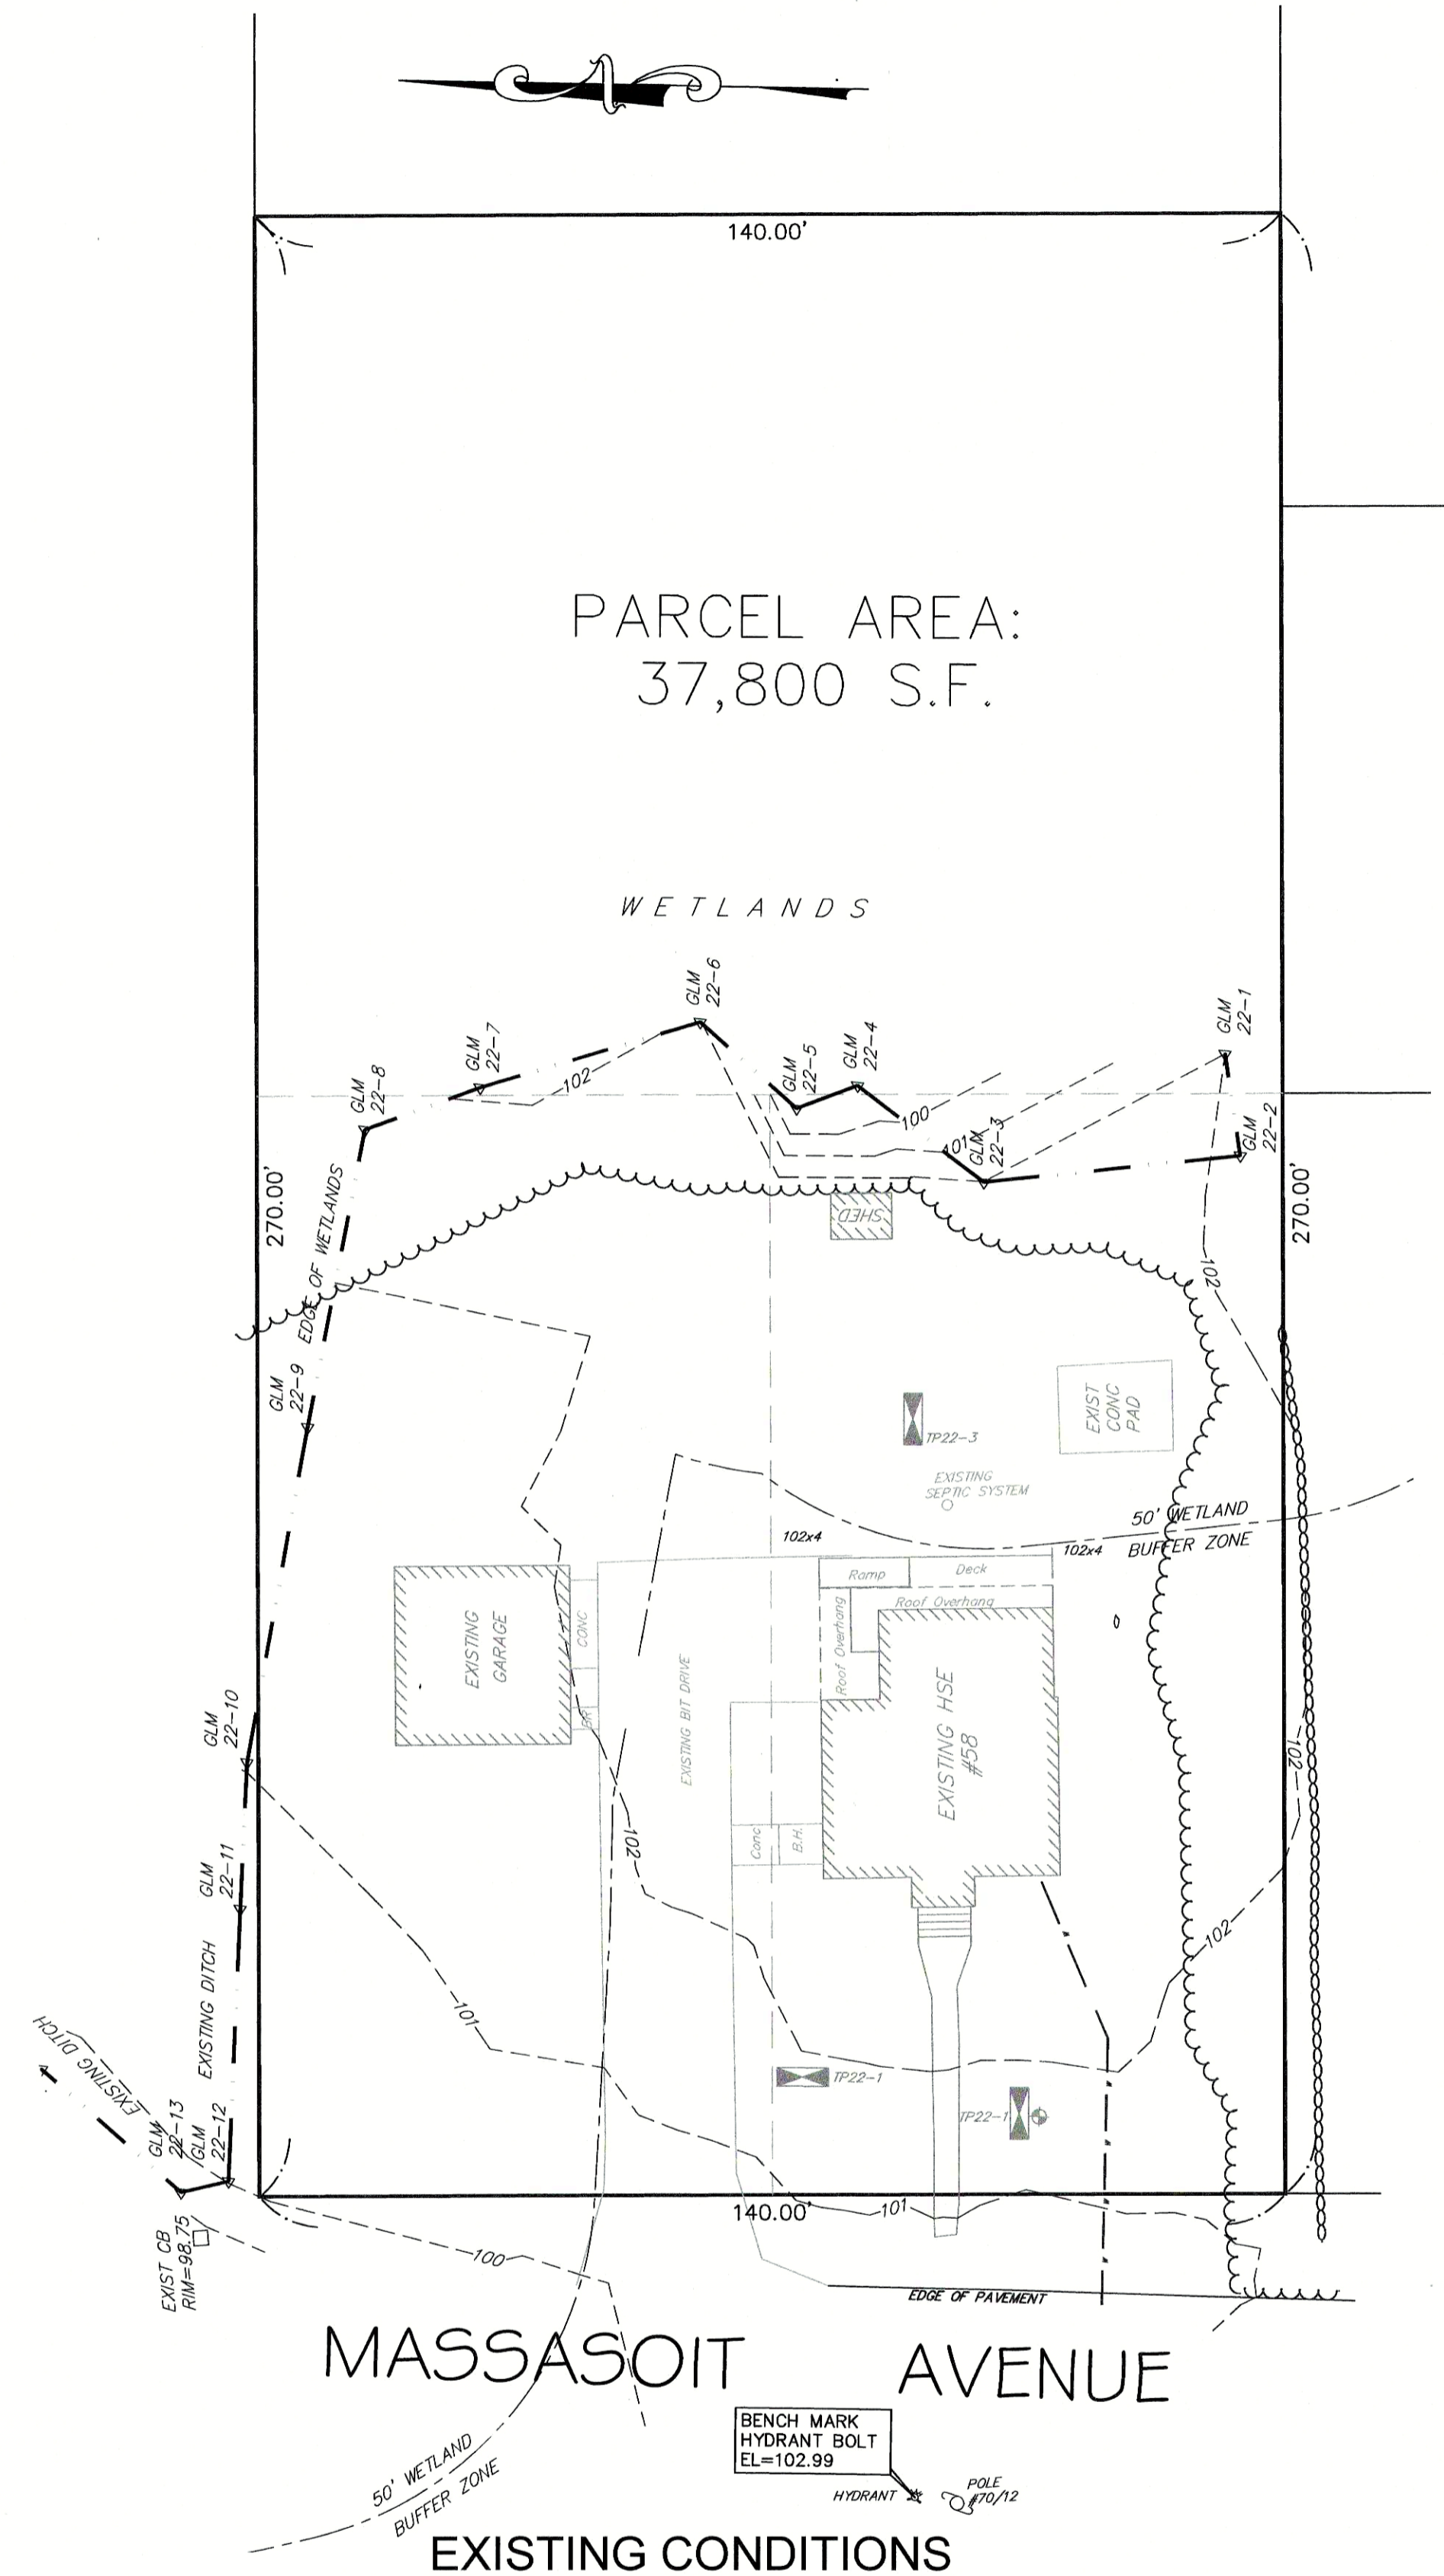 140.00'
PARCEL AREA:
37,800 S.F.
WETLANDS
GLM
22-6
GLM
22-1
GLM
22-4
GLM
22-5
GLM
22-7
GLM
22-8
102
100
101
GLM
22-3
GLM
22-2
270.00'
270.00'
EDGE OF WETLANDS
SHED
102
GLM
22-9
EXIST
CONC
PAD
TP22-3
EXISTING
SEPTIC SYSTEM
50' WETLAND
BUFFER ZONE
102x4
102x4
Ramp
Deck
Roof Overhang
Roof Overhang
EXISTING
GARAGE
CONC
BR
EXISTING BIT DRIVE
EXISTING HSE
#58
GLM
22-10
102
102
Conc
B.H.
GLM
22-11
102
EXISTING DITCH
101
EXISTING DITCH
TP22-1
TP22-1
GLM
22-13
GLM
22-12
140.00'
101
EXIST CB
RIM=98.75
100
EDGE OF PAVEMENT
MASSASOIT AVENUE
BENCH MARK
HYDRANT BOLT
EL=102.99
HYDRANT
POLE
#70/12
50' WETLAND
BUFFER ZONE
EXISTING CONDITIONS